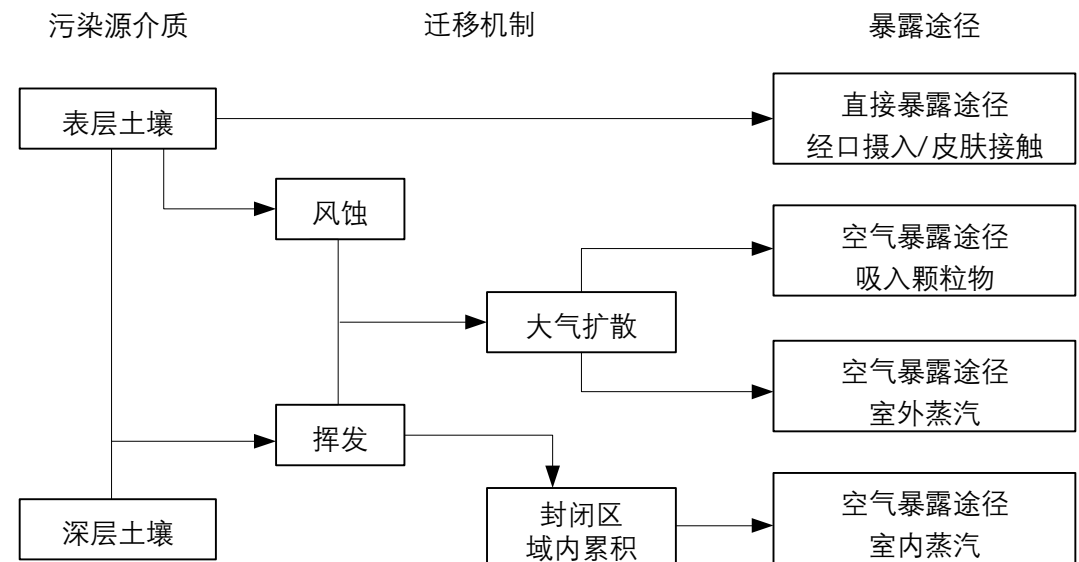 污染源介质
迁移机制
暴露途径
表层土壤
直接暴露途径
经口摄入/皮肤接触
风蚀
空气暴露途径
吸入颗粒物
大气扩散
空气暴露途径
室外蒸汽
挥发
深层土壤
封闭区
域内累积
空气暴露途径
室内蒸汽